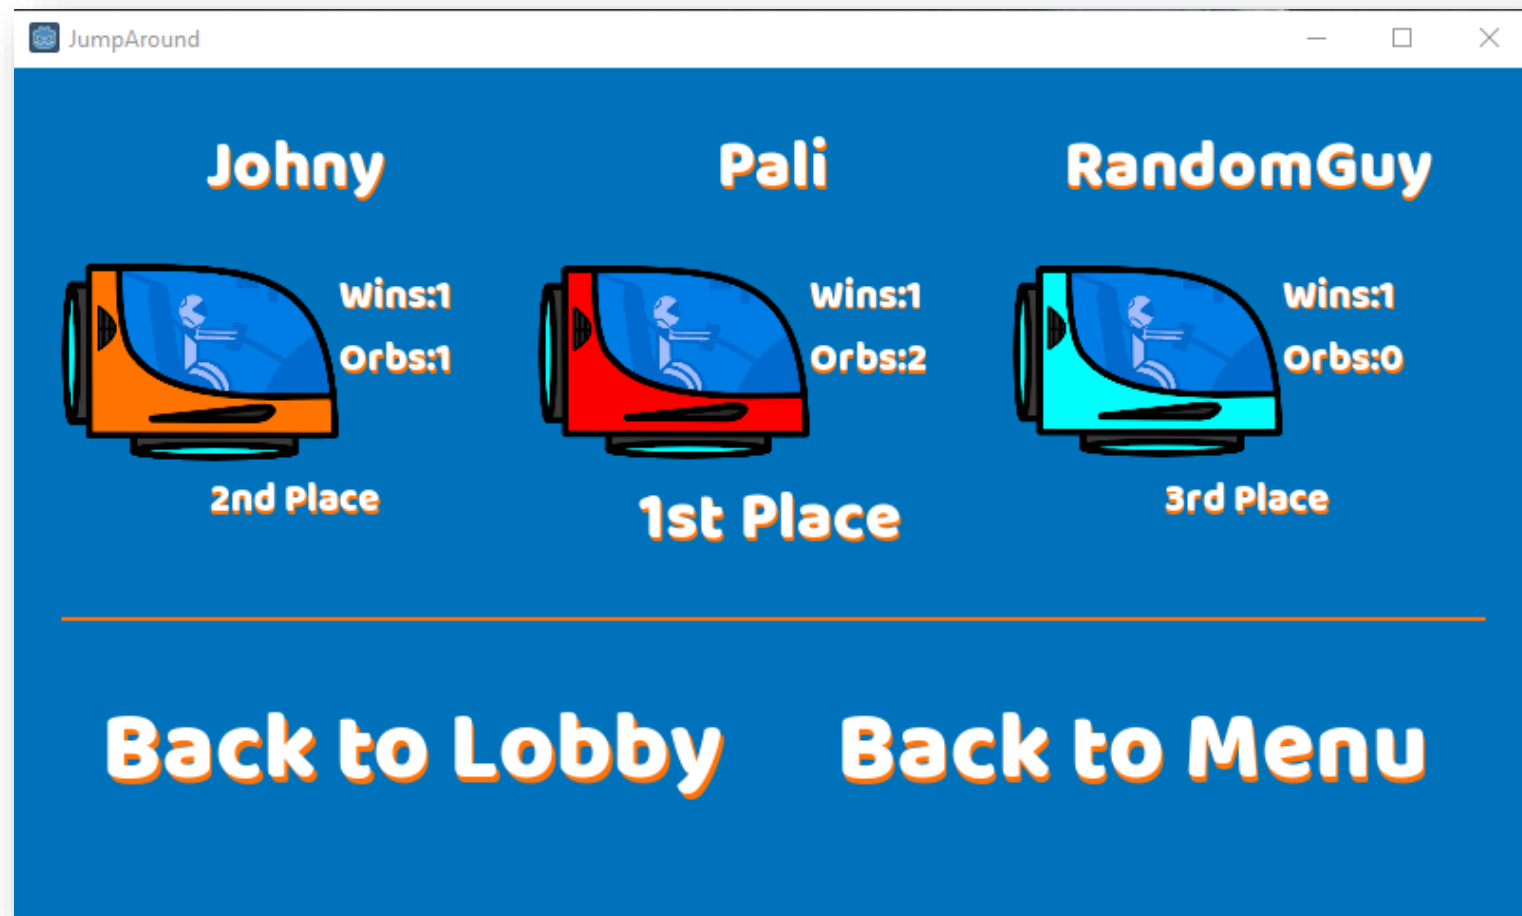 JumpAround
Johny
Pali
RandomGuy
Wins:1
Orbs:1
Wins:1
Orbs:2
Wins:1
Orbs:0
2nd Place
1st Place
3rd Place
Back to Lobby
Back to Menu